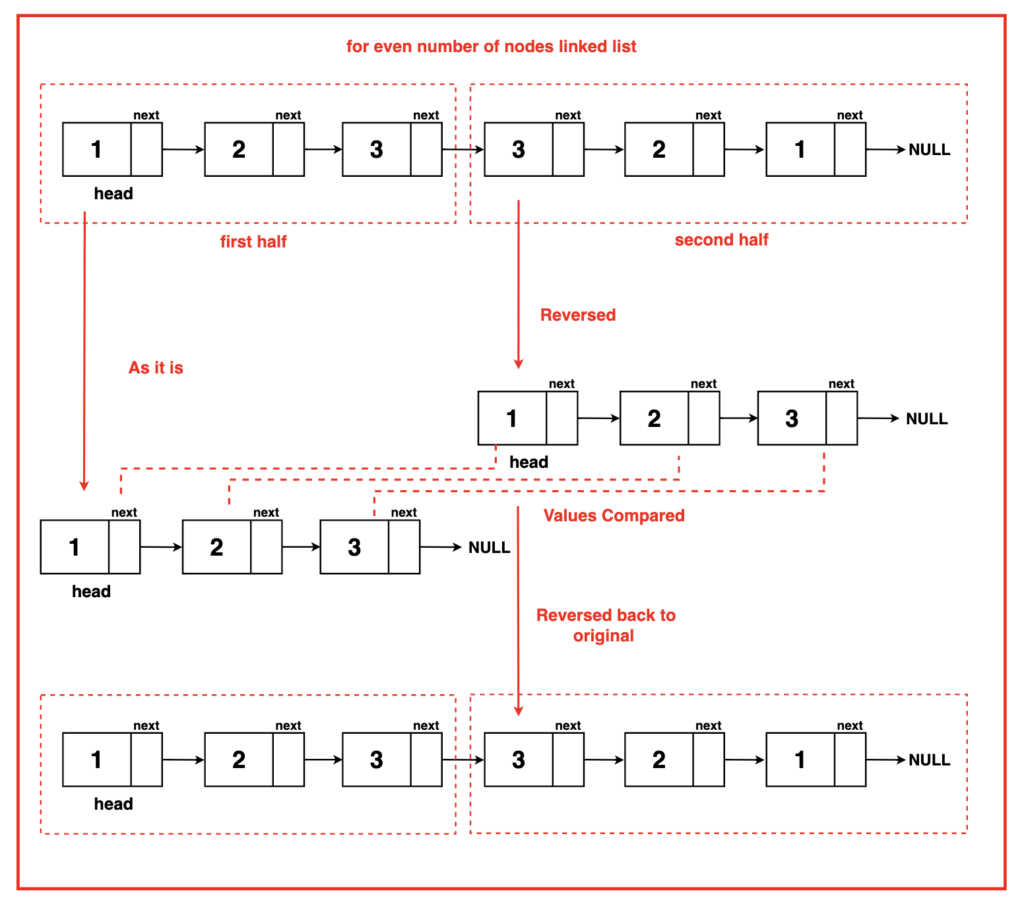 for even number of nodes linked list
next next next next next next
1 2 3 3 2 1 NULL
head
first half second half
Reversed
As it is
next next next
1 2 3 NULL
head
Values Compared
next next next
1 2 3 NULL
head
Reversed back to
original
next next next next next next
1 2 3 3 2 1 NULL
head